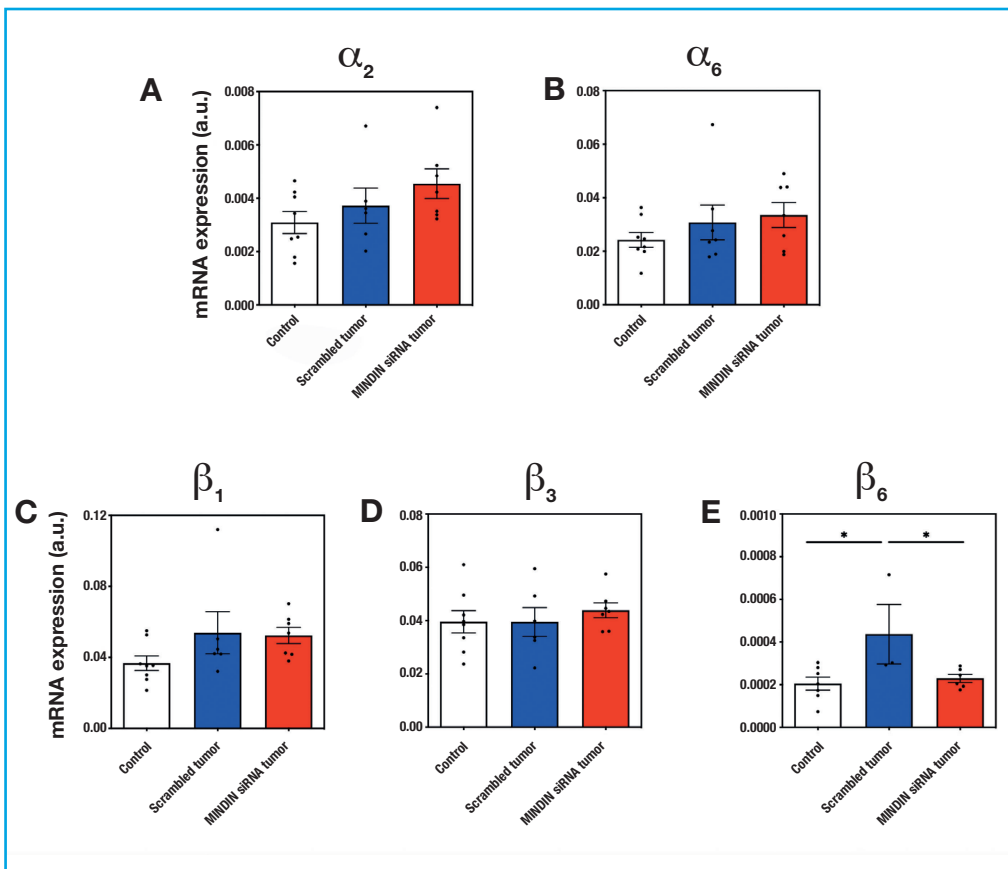 α2
A
mRNA expression (a.u.)
0.008
0.006
0.004
0.002
0.000
Control
Scrambled tumor
MINDIN siRNA tumor
α6
B
0.08
0.06
0.04
0.02
0.00
Control
Scrambled tumor
MINDIN siRNA tumor
β1
C
mRNA expression (a.u.)
0.12
0.08
0.04
0.00
Control
Scrambled tumor
MINDIN siRNA tumor
β3
D
0.08
0.06
0.04
0.02
0.00
Control
Scrambled tumor
MINDIN siRNA tumor
β6
E
0.0010
0.0008
0.0006
0.0004
0.0002
0.0000
* *
Control
Scrambled tumor
MINDIN siRNA tumor